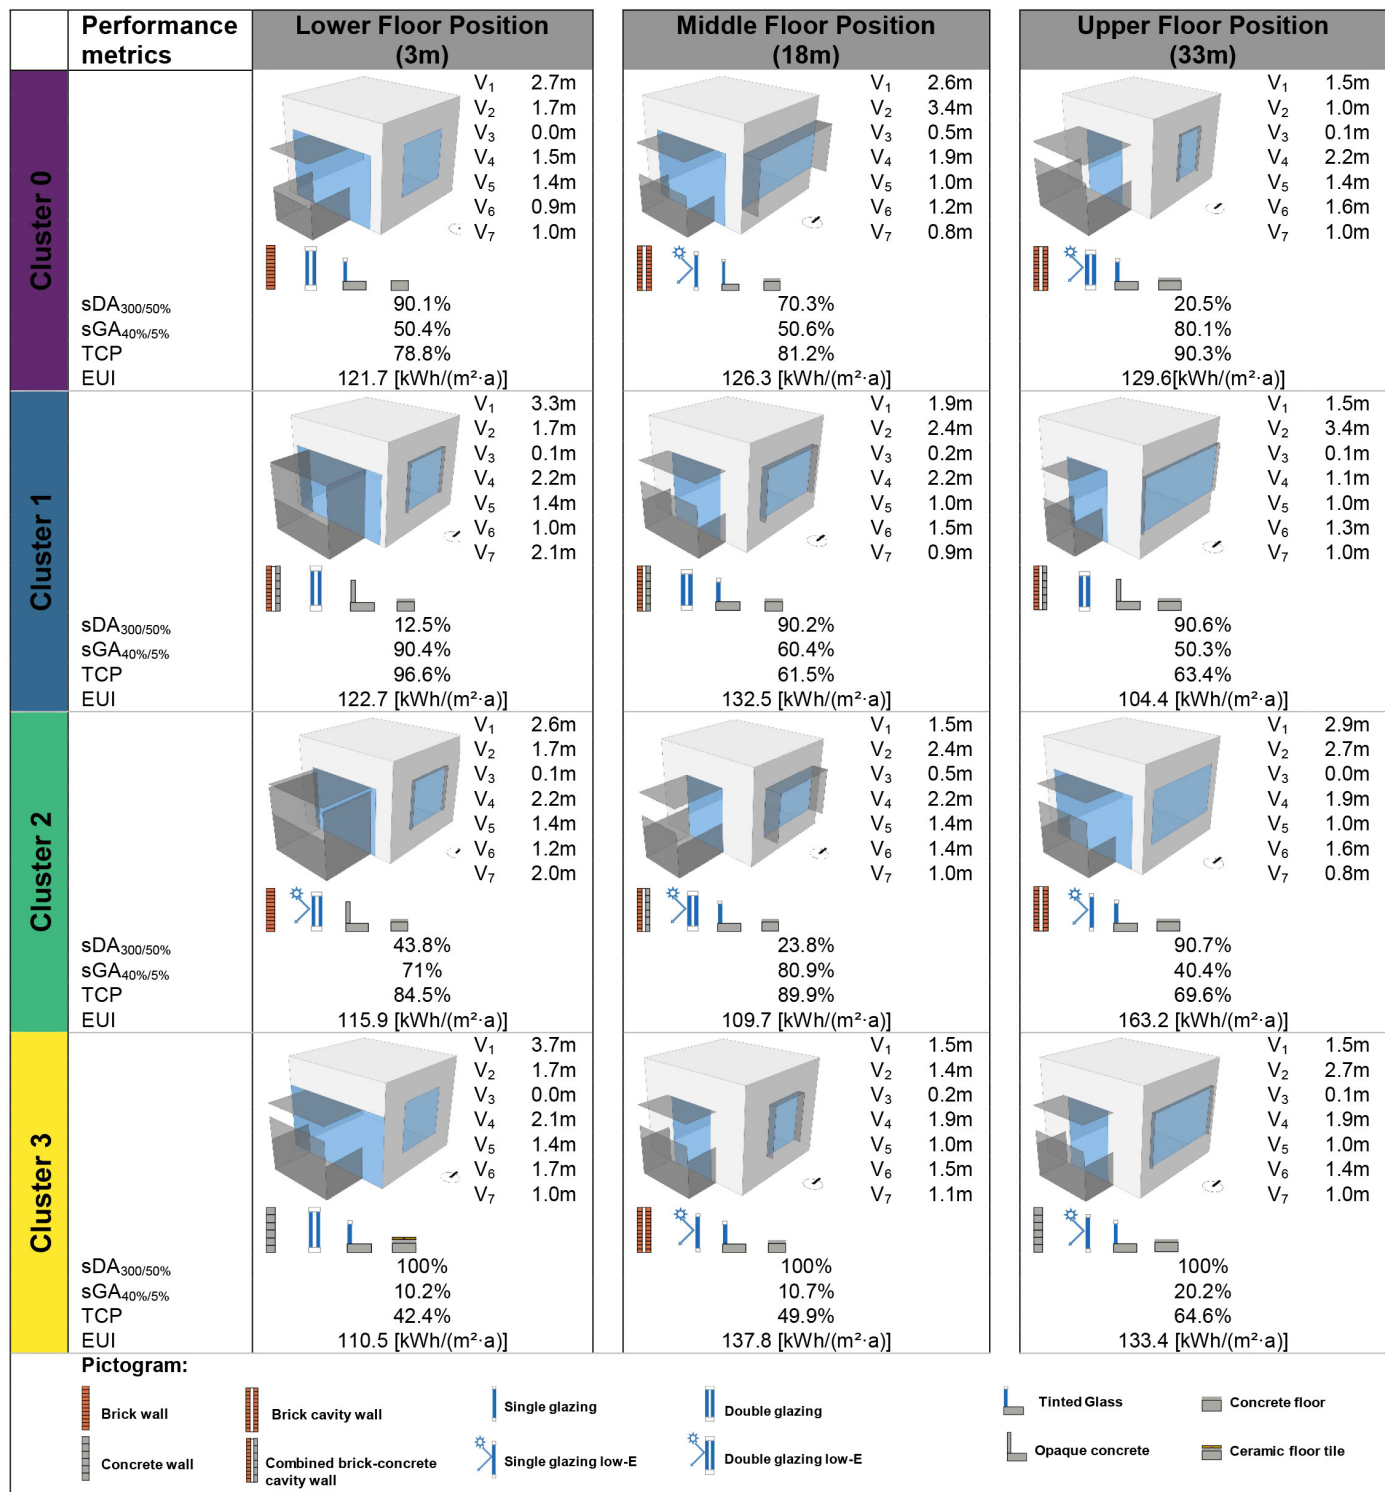 Performance metrics
Lower Floor Position (3m)
Middle Floor Position (18m)
Upper Floor Position (33m)
Cluster 0
V1 2.7m
V2 1.7m
V3 0.0m
V4 1.5m
V5 1.4m
V6 0.9m
V7 1.0m
V1 2.6m
V2 3.4m
V3 0.5m
V4 1.9m
V5 1.0m
V6 1.2m
V7 0.8m
V1 1.5m
V2 1.0m
V3 0.1m
V4 2.2m
V5 1.4m
V6 1.6m
V7 1.0m
sDA300/50% 90.1% 70.3% 20.5%
sGA40%/5% 50.4% 50.6% 80.1%
TCP 78.8% 81.2% 90.3%
EUI 121.7 [kWh/(m²·a)] 126.3 [kWh/(m²·a)] 129.6[kWh/(m²·a)]
Cluster 1
V1 3.3m
V2 1.7m
V3 0.1m
V4 2.2m
V5 1.4m
V6 1.0m
V7 2.1m
V1 1.9m
V2 2.4m
V3 0.2m
V4 2.2m
V5 1.0m
V6 1.5m
V7 0.9m
V1 1.5m
V2 3.4m
V3 0.1m
V4 1.1m
V5 1.0m
V6 1.3m
V7 1.0m
sDA300/50% 12.5% 90.2% 90.6%
sGA40%/5% 90.4% 60.4% 50.3%
TCP 96.6% 61.5% 63.4%
EUI 122.7 [kWh/(m²·a)] 132.5 [kWh/(m²·a)] 104.4 [kWh/(m²·a)]
Cluster 2
V1 2.6m
V2 1.7m
V3 0.1m
V4 2.2m
V5 1.4m
V6 1.2m
V7 2.0m
V1 1.5m
V2 2.4m
V3 0.5m
V4 2.2m
V5 1.4m
V6 1.4m
V7 1.0m
V1 2.9m
V2 2.7m
V3 0.0m
V4 1.9m
V5 1.0m
V6 1.6m
V7 0.8m
sDA300/50% 43.8% 23.8% 90.7%
sGA40%/5% 71% 80.9% 40.4%
TCP 84.5% 89.9% 69.6%
EUI 115.9 [kWh/(m²·a)] 109.7 [kWh/(m²·a)] 163.2 [kWh/(m²·a)]
Cluster 3
V1 3.7m
V2 1.7m
V3 0.0m
V4 2.1m
V5 1.4m
V6 1.7m
V7 1.0m
V1 1.5m
V2 1.4m
V3 0.2m
V4 1.9m
V5 1.0m
V6 1.5m
V7 1.1m
V1 1.5m
V2 2.7m
V3 0.1m
V4 1.9m
V5 1.0m
V6 1.4m
V7 1.0m
sDA300/50% 100% 100% 100%
sGA40%/5% 10.2% 10.7% 20.2%
TCP 42.4% 49.9% 64.6%
EUI 110.5 [kWh/(m²·a)] 137.8 [kWh/(m²·a)] 133.4 [kWh/(m²·a)]
Pictogram:
Brick wall
Brick cavity wall
Single glazing
Double glazing
Tinted Glass
Concrete floor
Concrete wall
Combined brick-concrete
cavity wall
Single glazing low-E
Double glazing low-E
Opaque concrete
Ceramic floor tile